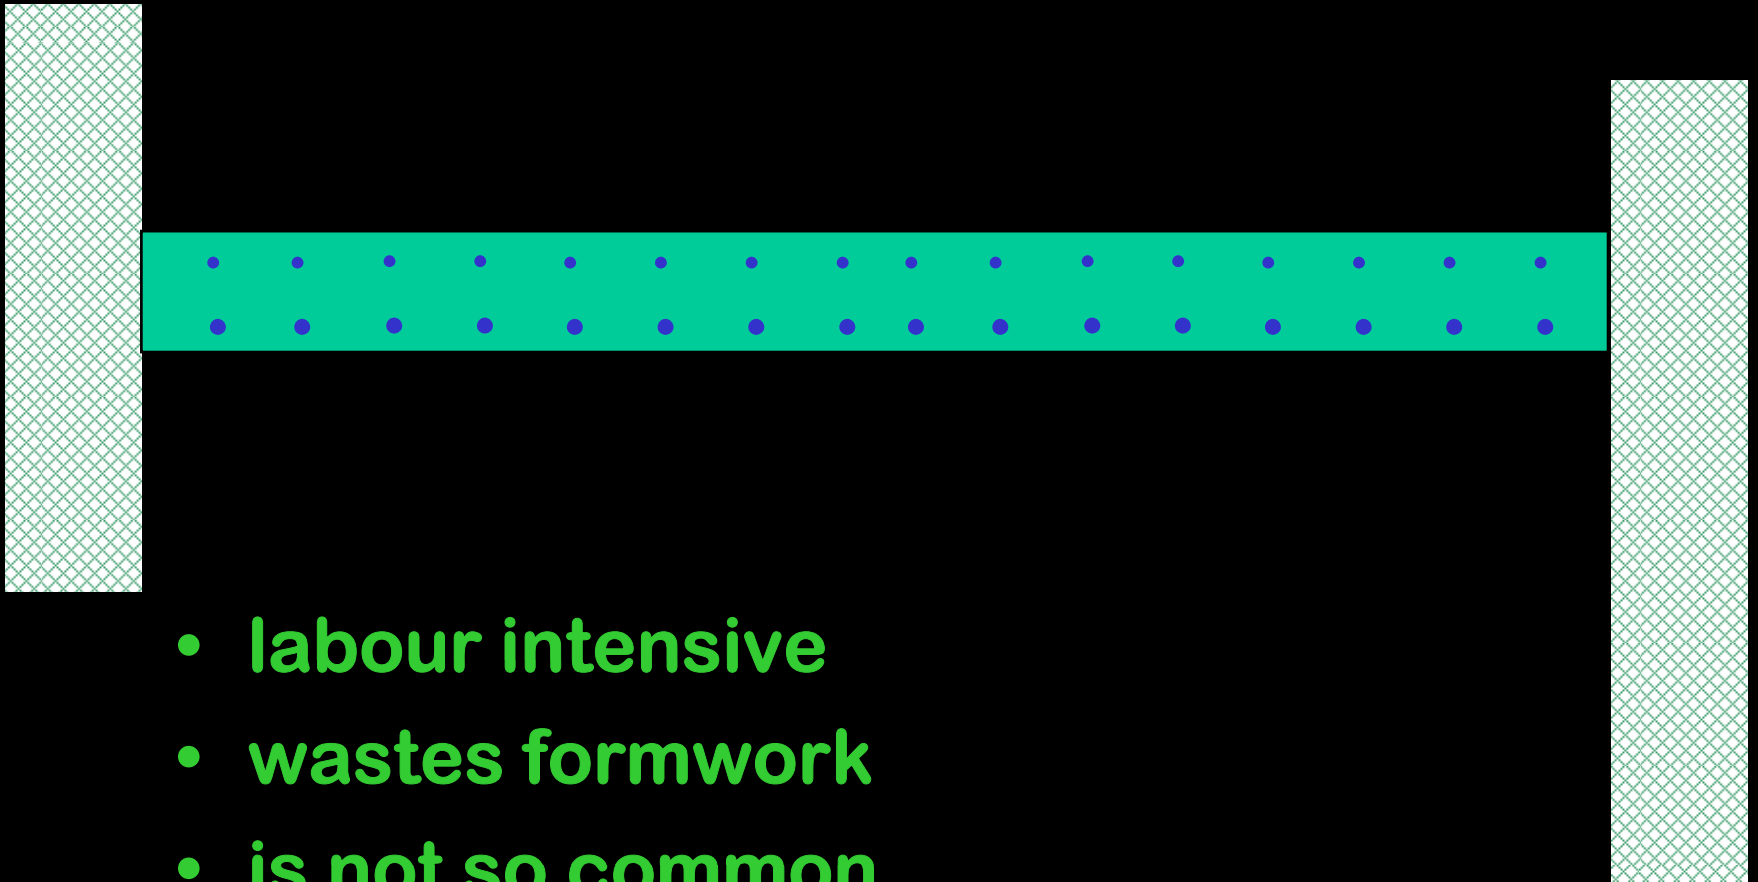 • labour intensive
• wastes formwork
• is not so common